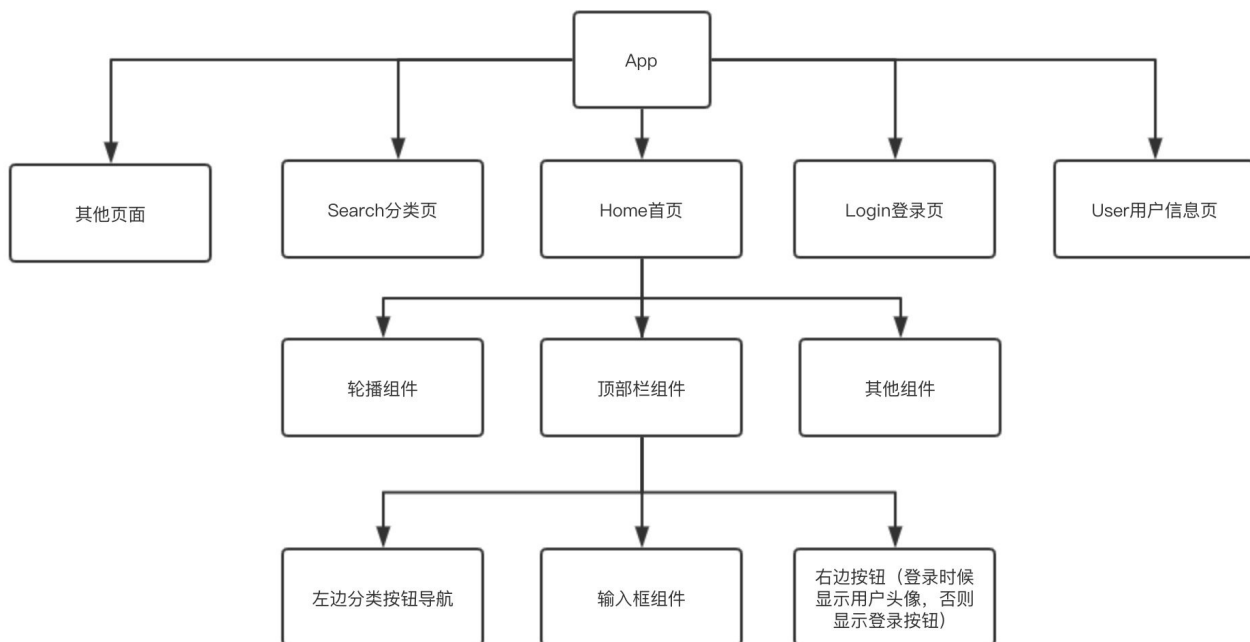 App
其他页面
Search分类页
Home首页
Login登录页
User用户信息页
轮播组件
顶部栏组件
其他组件
左边分类按钮导航
输入框组件
右边按钮（登录时候
显示用户头像，否则
显示登录按钮）